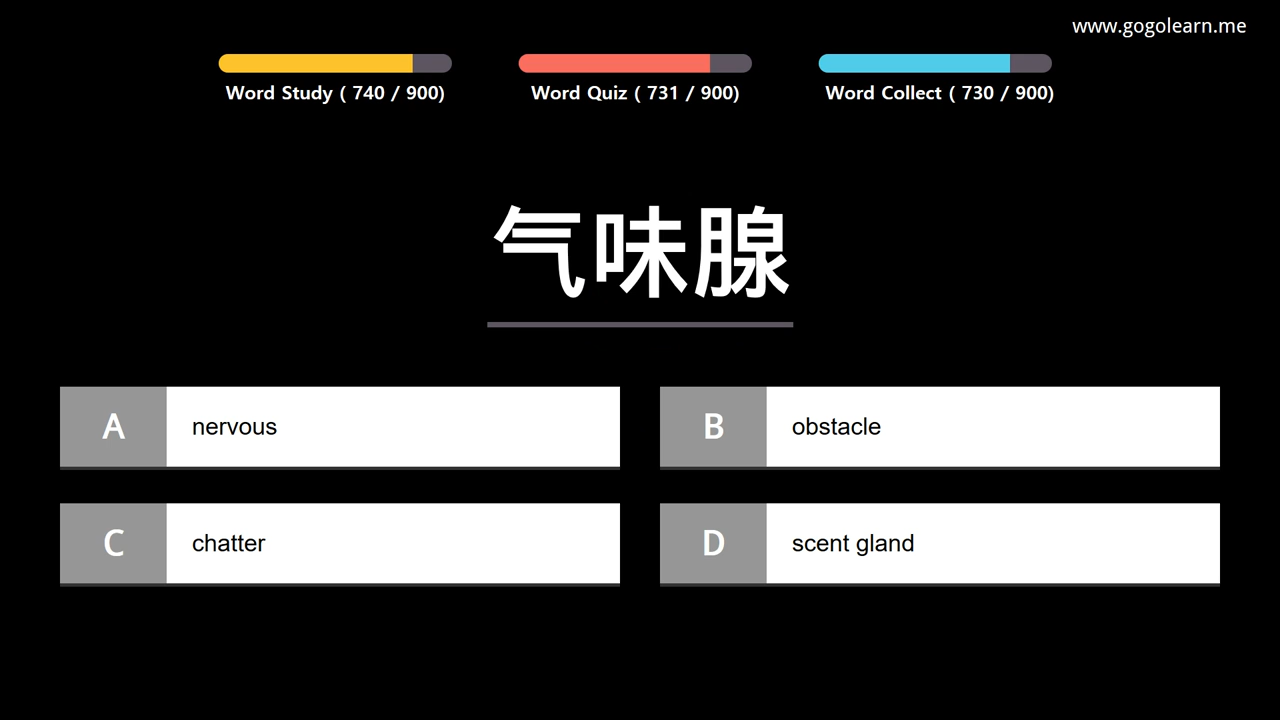 www.gogolearn.me
Word Study ( 740 / 900)
Word Quiz ( 731 / 900)
Word Collect ( 730 / 900)
气味腺
A nervous
B obstacle
C chatter
D scent gland